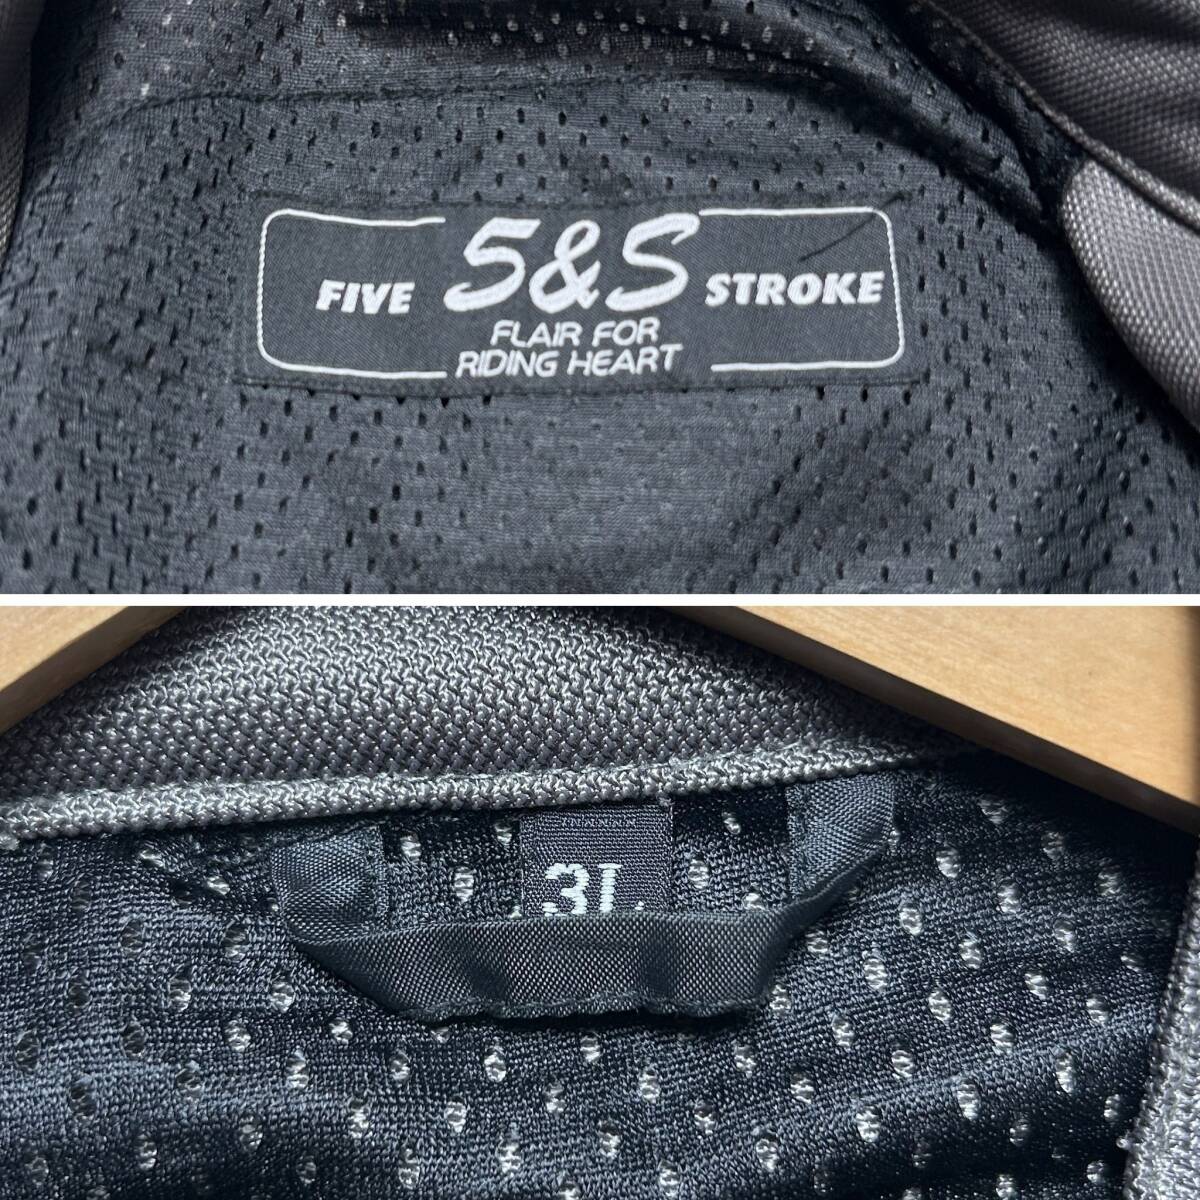 FIVE 5&S STROKE
FLAIR FOR
RIDING HEART
3L